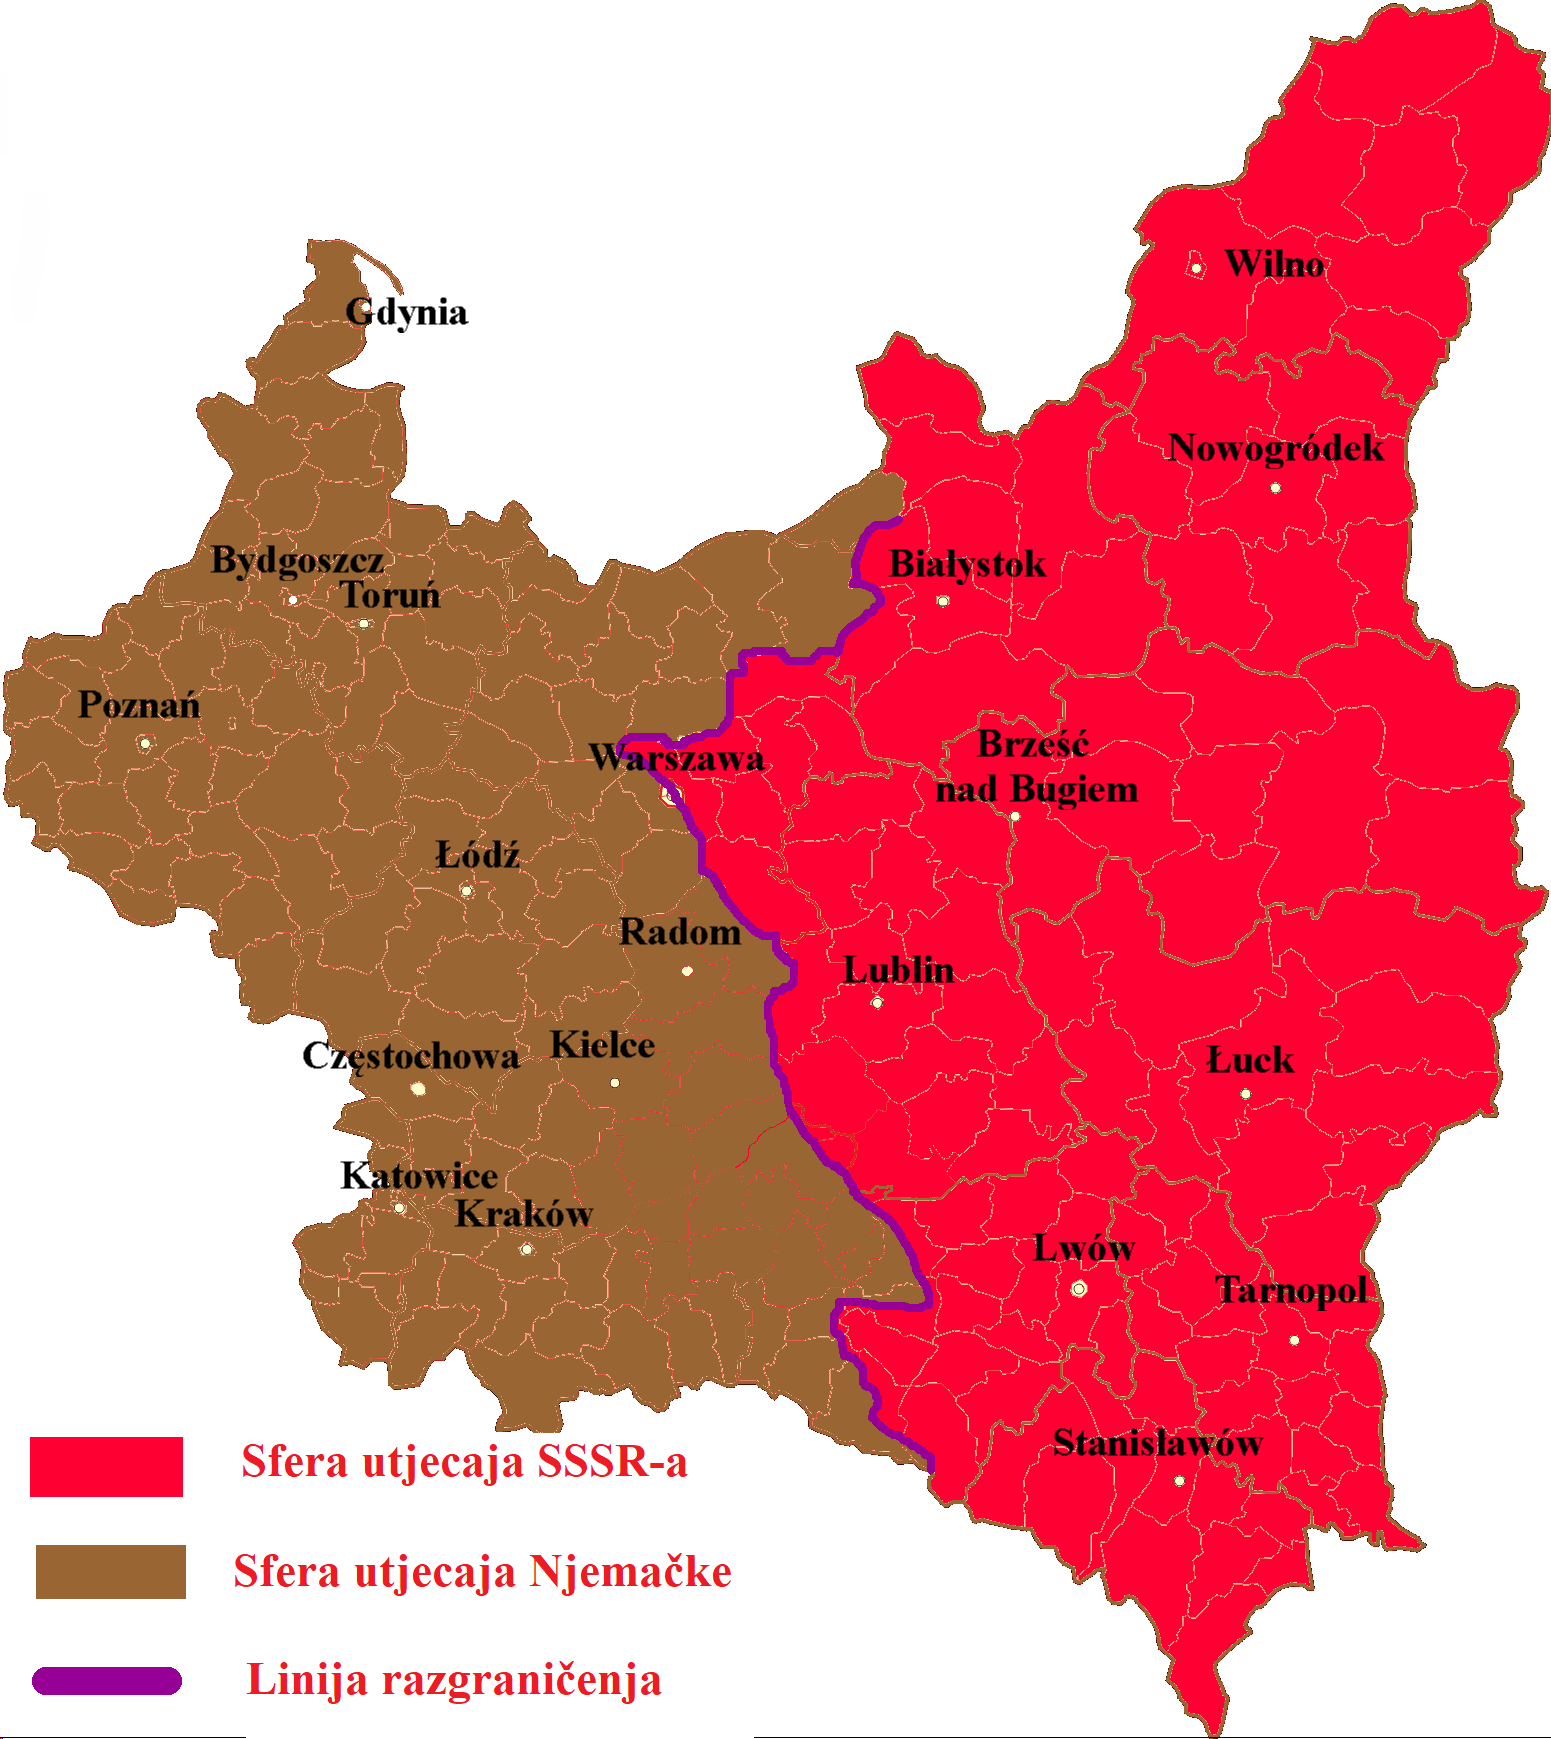 Wilno
Gdynia
Nowogródek
Bydgoszcz
Białystok
Toruń
Poznań
Warszawa
Brześć
nad Bugiem
Łódź
Radom
Lublin
Kielce
Częstochowa
Łuck
Katowice
Kraków
Lwów
Tarnopol
Stanisławów
Sfera utjecaja SSSR-a
Sfera utjecaja Njemačke
Linija razgraničenja